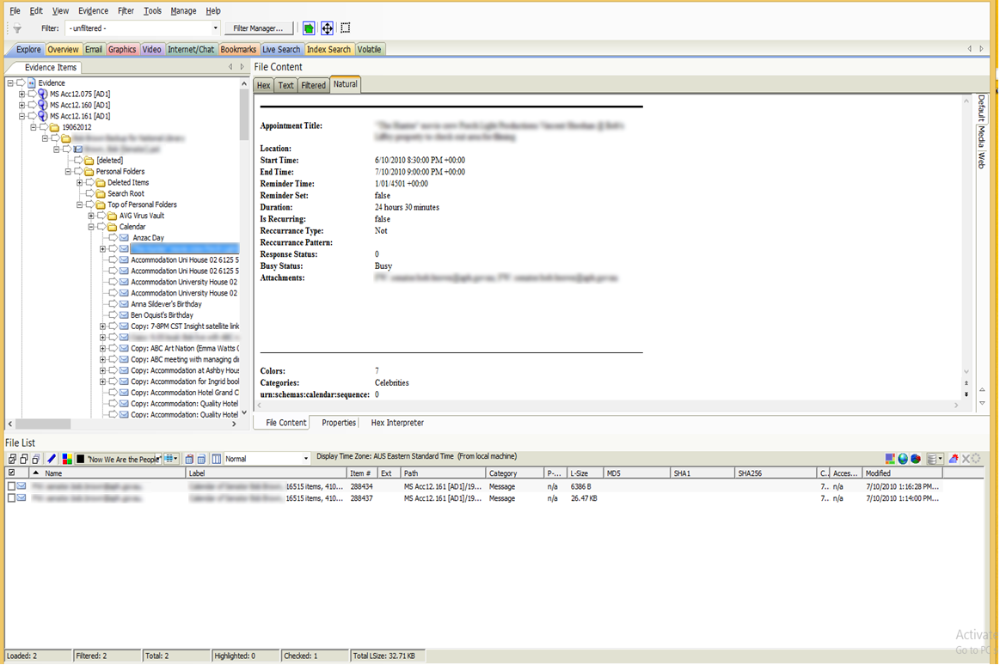 File Edit View Evidence Filter Tools Manage Help
Filter: - unfiltered - Filter Manager...
Explore Overview Email Graphics Video Internet/Chat Bookmarks Live Search Index Search Volatile
Evidence Items
File Content
Hex Text Filtered Natural
Default Media Web
Evidence
MS Acc12.075 [AD1]
MS Acc12.160 [AD1]
MS Acc12.161 [AD1]
19062012
[deleted]
Personal Folders
Deleted Items
Search Root
Top of Personal Folders
AVG Virus Vault
Calendar
Anzac Day
Accommodation Uni House 02 6125 5
Accommodation Uni House 02 6125 5
Accommodation University House 02
Accommodation University House 02
Anna Sildever's Birthday
Ben Oquist's Birthday
Copy: 7-8PM CST Insight satellite link
Copy: ABC Art Nation (Emma Watts 0
Copy: ABC meeting with managing di
Copy: Accommodation at Ashby Hous
Copy: Accommodation for Ingrid book
Copy: Accommodation Hotel Grand C
Copy: Accommodation: Quality Hotel
Copy: Accommodation: Quality Hotel
Appointment Title:
Location:
Start Time: 6/10/2010 8:30:00 PM +00:00
End Time: 7/10/2010 9:00:00 PM +00:00
Reminder Time: 1/01/4501 +00:00
Reminder Set: false
Duration: 24 hours 30 minutes
Is Recurring: false
Reccurrance Type: Not
Reccurrance Pattern:
Response Status: 0
Busy Status: Busy
Attachments:
Colors: 7
Categories: Celebrities
urn:schemas:calendar:sequence: 0
File Content Properties Hex Interpreter
File List
"Now We Are the People" Normal Display Time Zone: AUS Eastern Standard Time (From local machine)
Name Label Item # Ext Path Category P-... L-Size MD5 SHA1 SHA256 C.. Acces... Modified
16515 items, 410... 288434 MS Acc12.161 [AD1]/19... Message n/a 6386 B 7.. n/a 7/10/2010 1:16:28 PM...
16515 items, 410... 288437 MS Acc12.161 [AD1]/19... Message n/a 26.47 KB 7.. n/a 7/10/2010 1:14:00 PM...
Activate
Go to PC
Loaded: 2 Filtered: 2 Total: 2 Highlighted: 0 Checked: 1 Total LSize: 32.71 KB